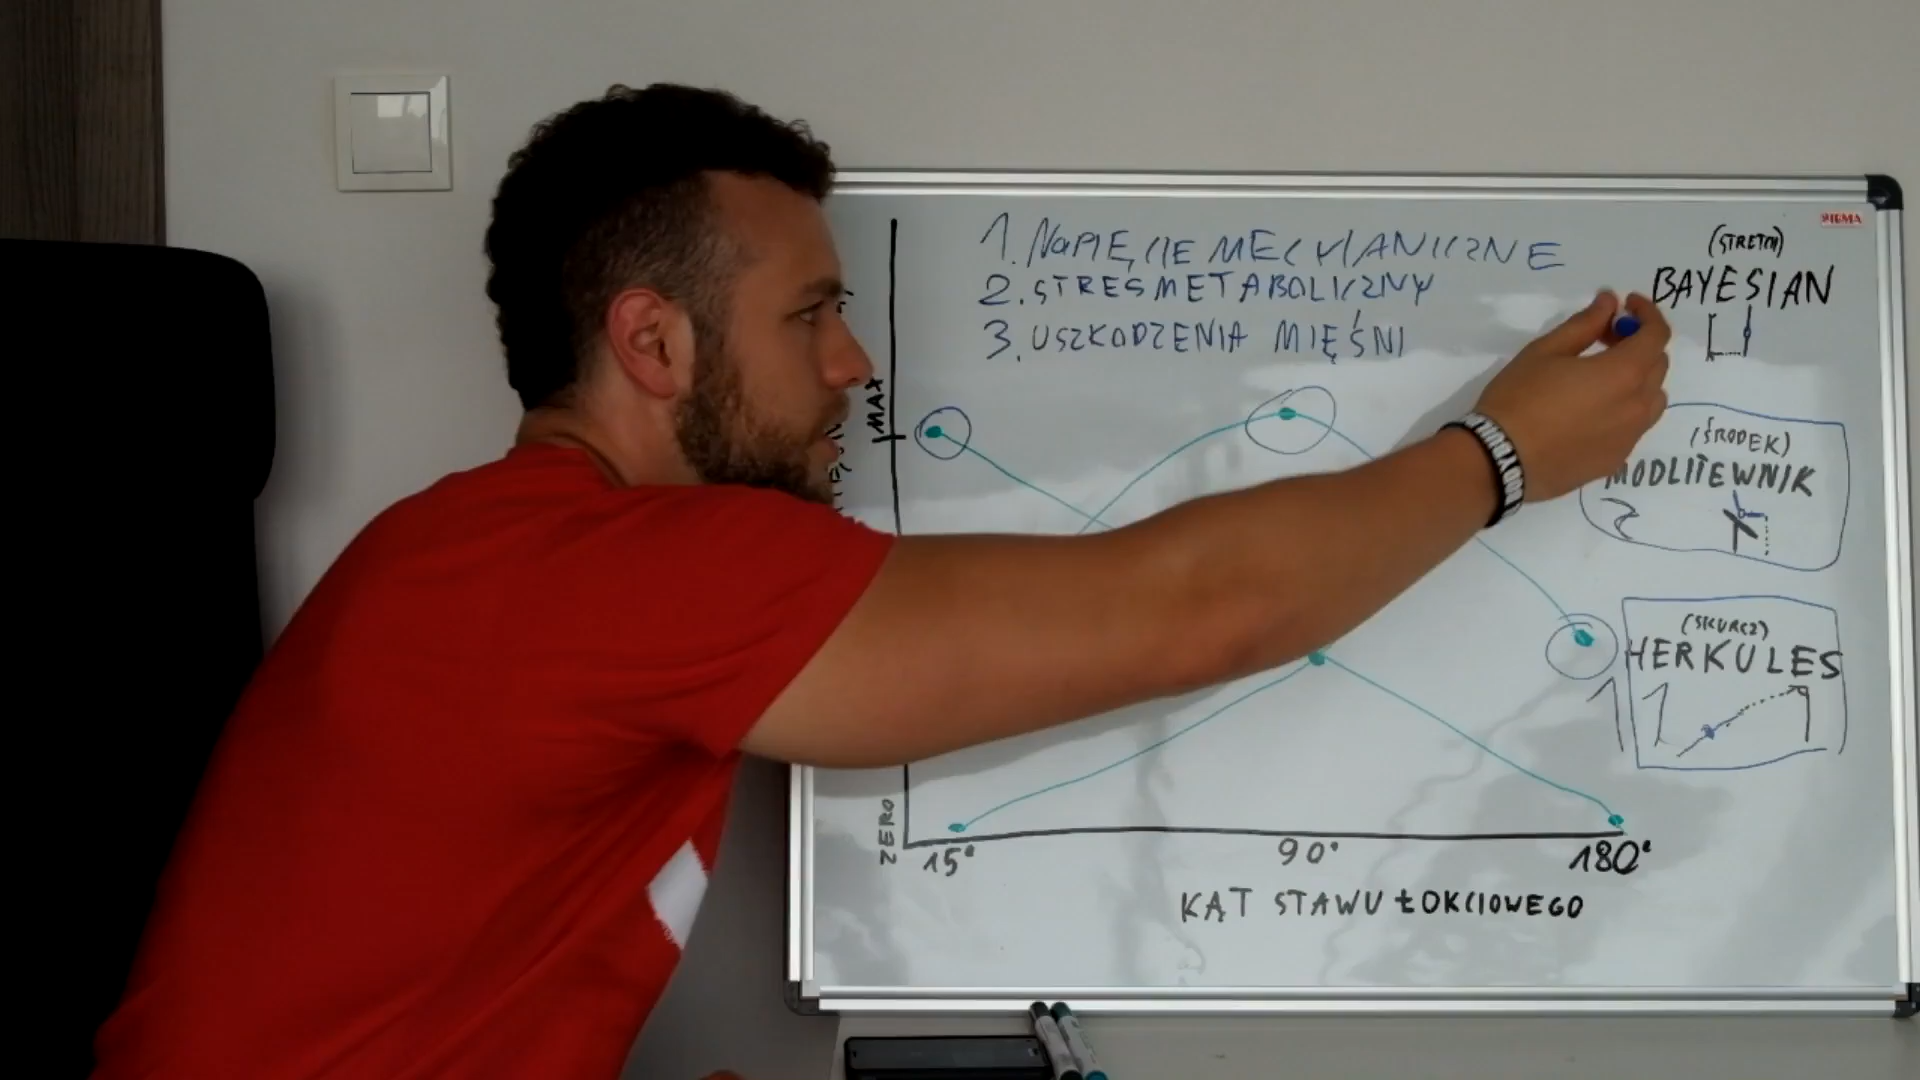 1. NAPIĘCIE MECHANICZNE
2. STRES METABOLICZNY
3. USZKODZENIA MIĘŚNI
SIGMA
(STRETCH)
BAYESIAN
(ŚRODEK)
MODLITEWNIK
(SKURCZ)
HERKULES
MAX
ZERO
15°
90°
180°
KĄT STAWU ŁOKCIOWEGO